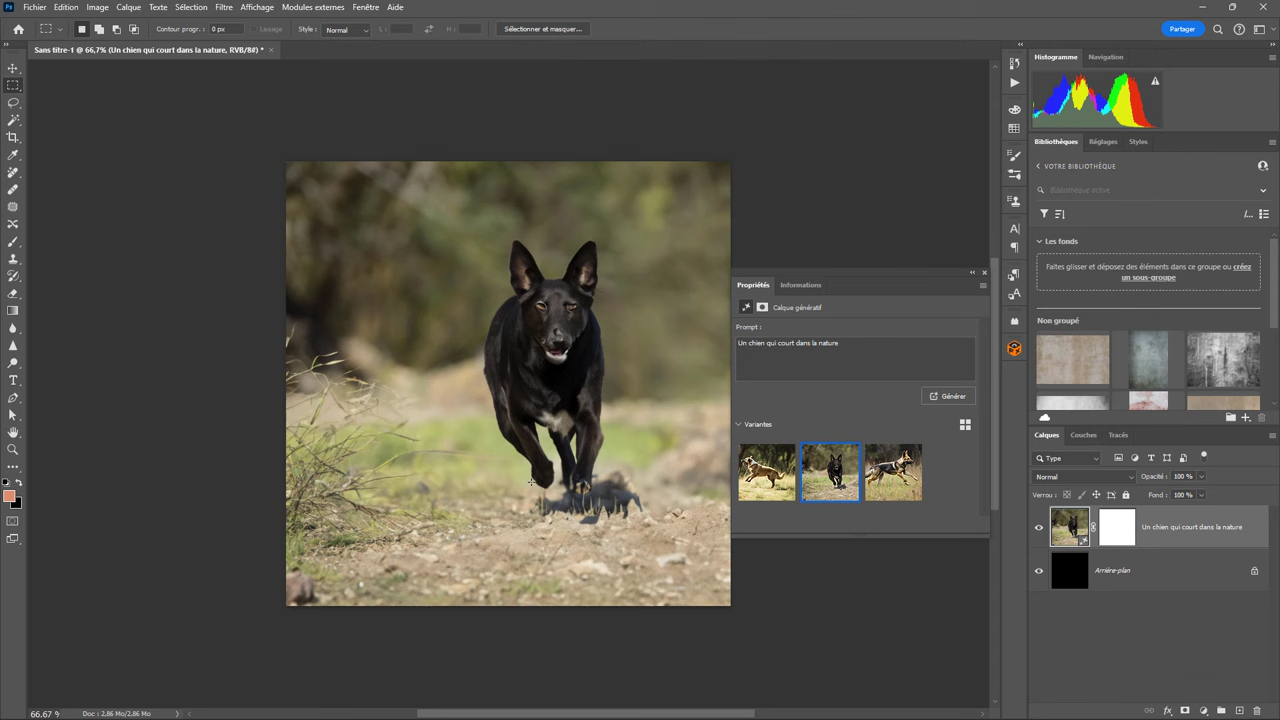 Ps Fichier Edition Image Calque Texte Sélection Filtre Affichage Modules externes Fenêtre Aide
Contour progr. : 0 px Lissage Style : Normal L : H : Sélectionner et masquer... Partager
Sans titre-1 @ 66,7% (Un chien qui court dans la nature, RVB/8#) * ×
Histogramme Navigation
Bibliothèques Réglages Styles
VOTRE BIBLIOTHÈQUE
Bibliothèque active
Les fonds
Faites glisser et déposez des éléments dans ce groupe ou créez
un sous-groupe
Non groupé
Propriétés Informations
Calque génératif
Prompt :
Un chien qui court dans la nature
Générer
Variantes
Calques Couches Tracés
Type
Normal Opacité : 100 %
Verrou : Fond : 100 %
Un chien qui court dans la nature
Arrière-plan
66,67 % Doc : 2,86 Mo/2,86 Mo